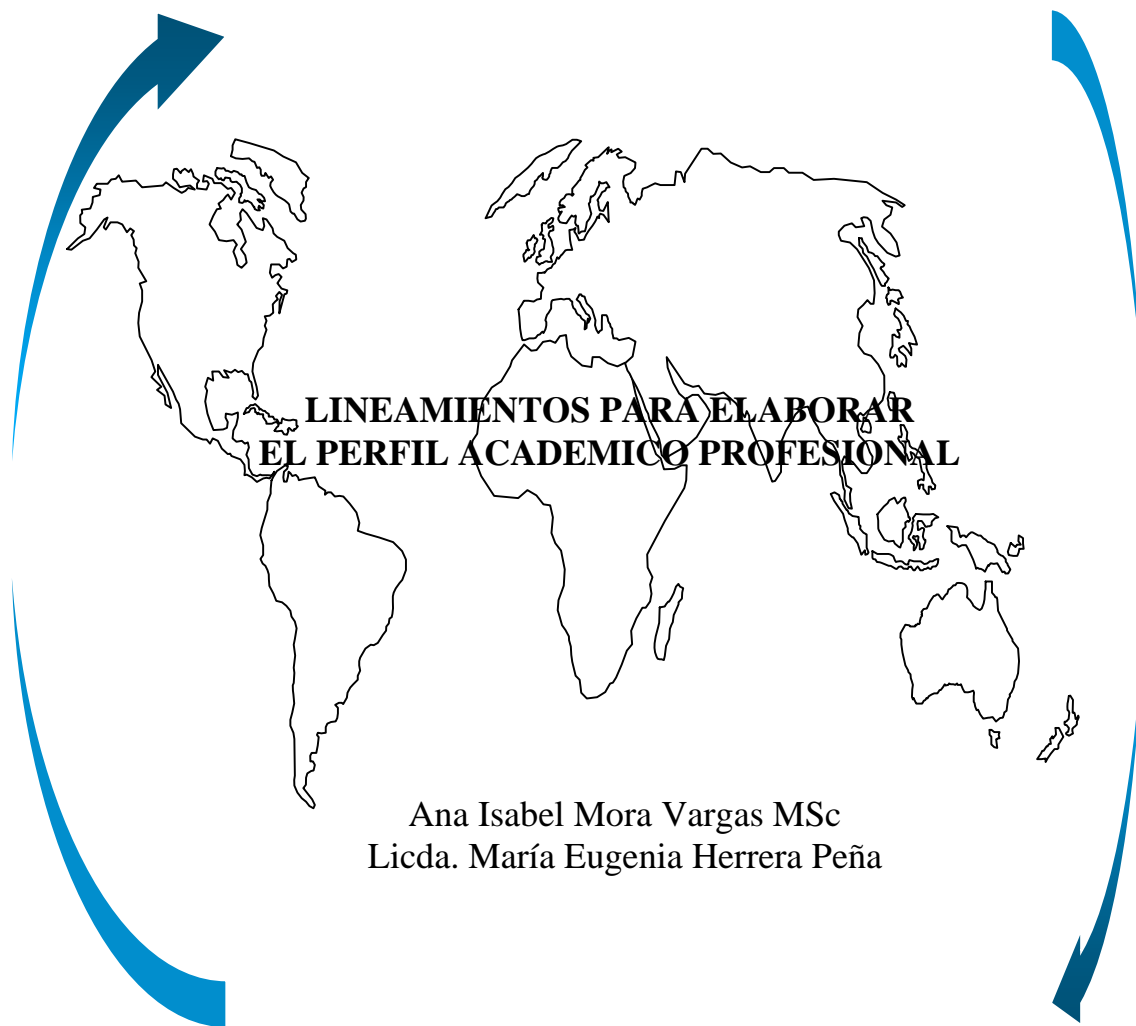 LINEAMIENTOS PARA ELABORAR
EL PERFIL ACADEMICO PROFESIONAL
Ana Isabel Mora Vargas MSc
Licda. María Eugenia Herrera Peña